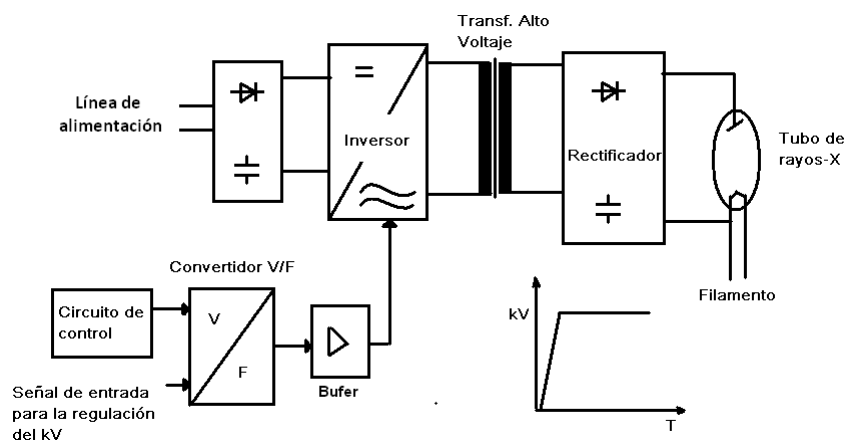 Transf. Alto
Voltaje
Línea de
alimentación
Inversor
Rectificador
Tubo de
rayos-X
Filamento
Convertidor V/F
Circuito de
control
V
F
Bufer
Señal de entrada
para la regulación
del kV
kV
T